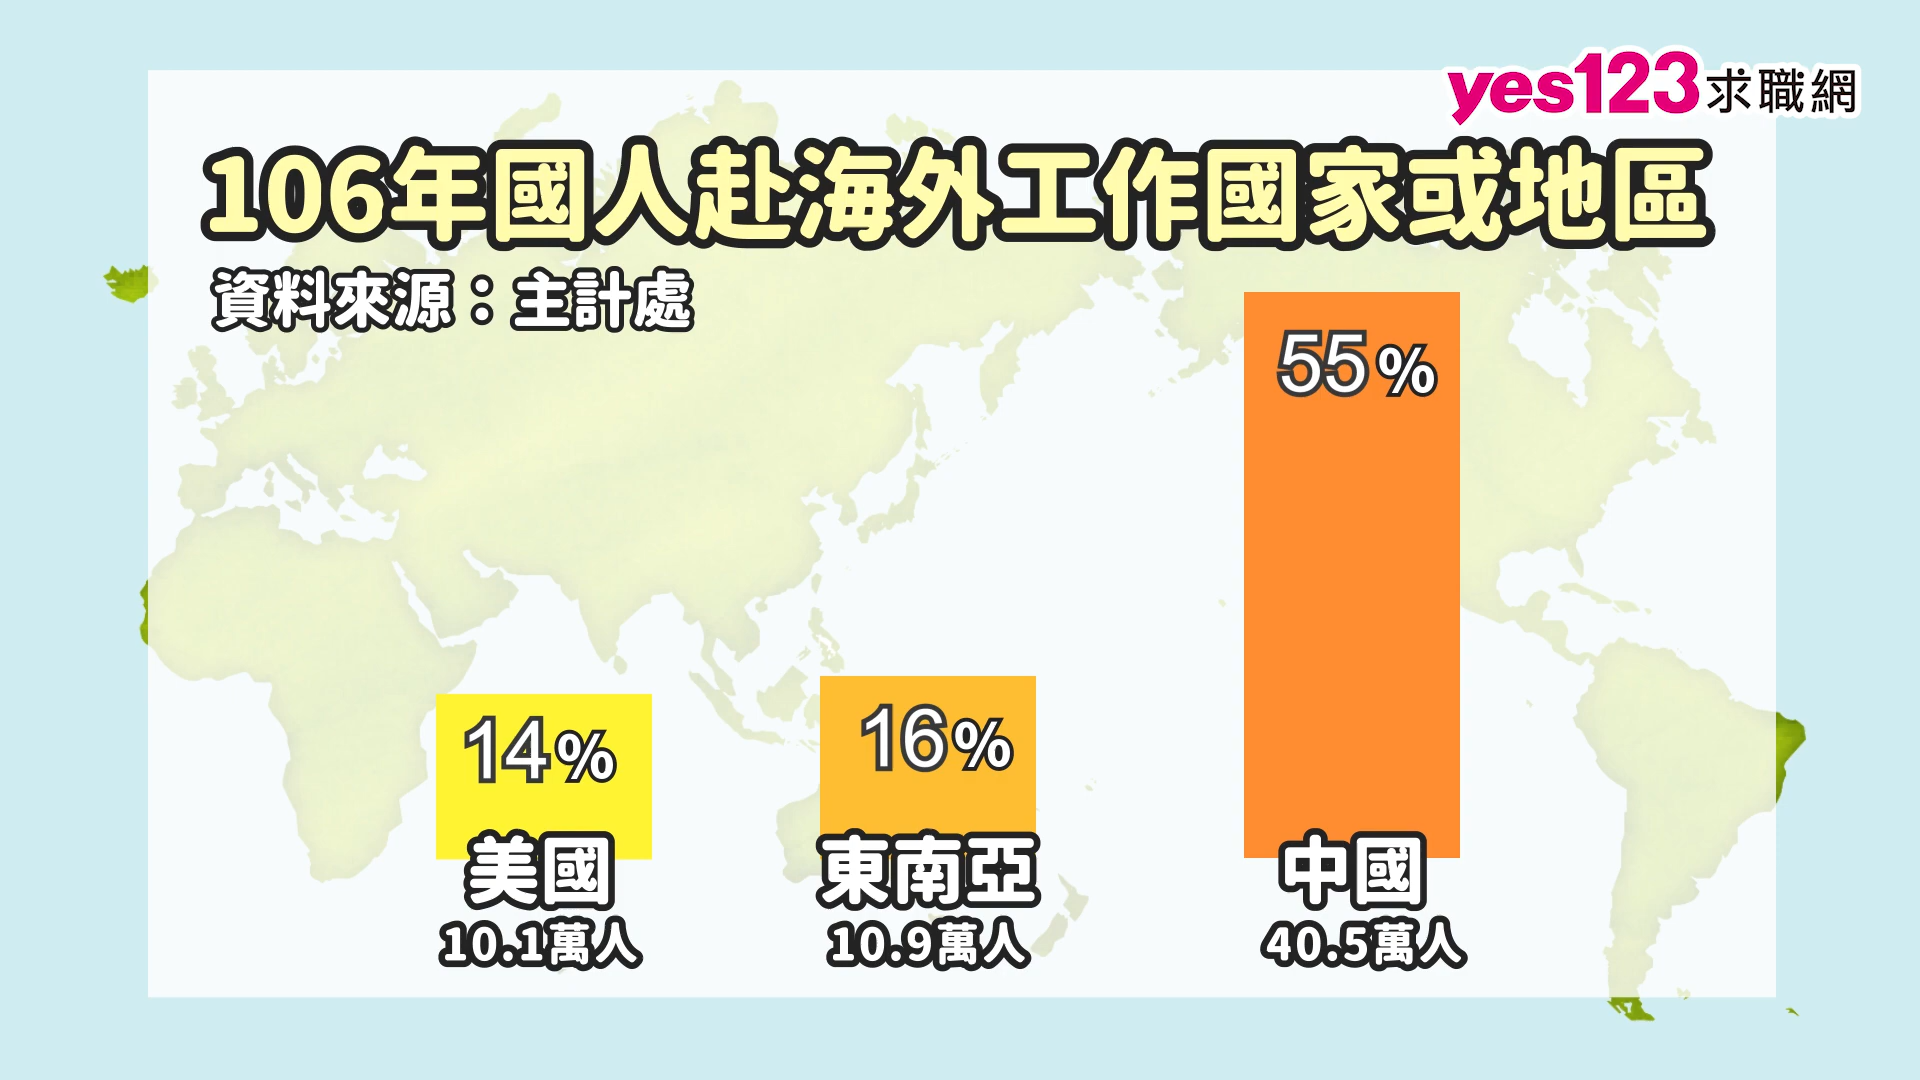 yes123求職網
106年國人赴海外工作國家或地區
資料來源：主計處
55%
14%
16%
美國
東南亞
中國
10.1萬人
10.9萬人
40.5萬人